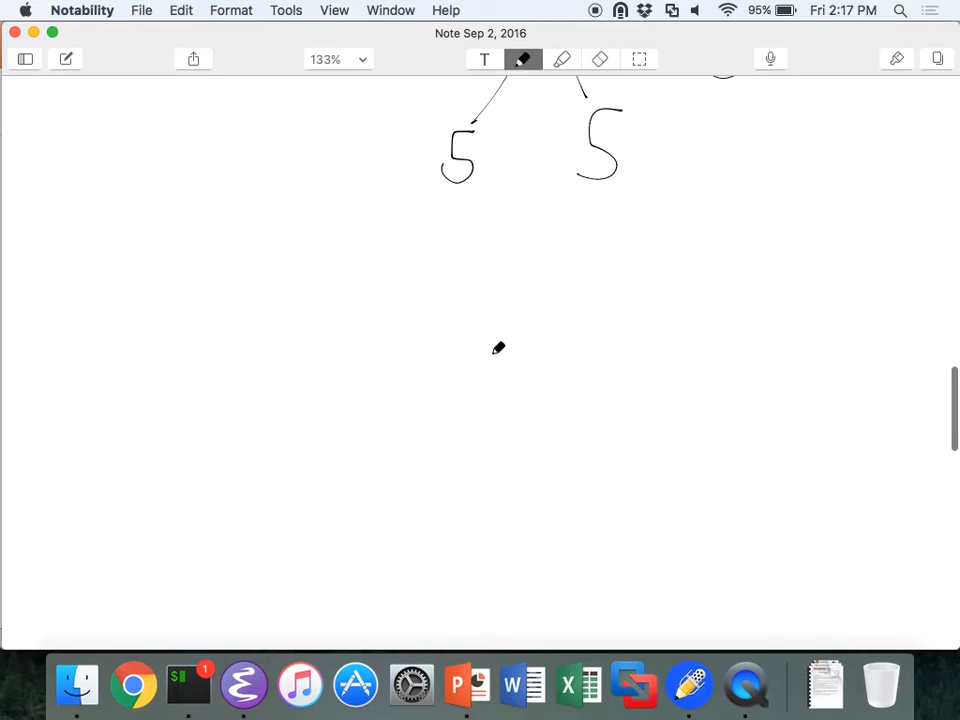 Notability File Edit Format Tools View Window Help 95% Fri 2:17 PM
Note Sep 2, 2016
133% T
5 5
$ 1 P W X